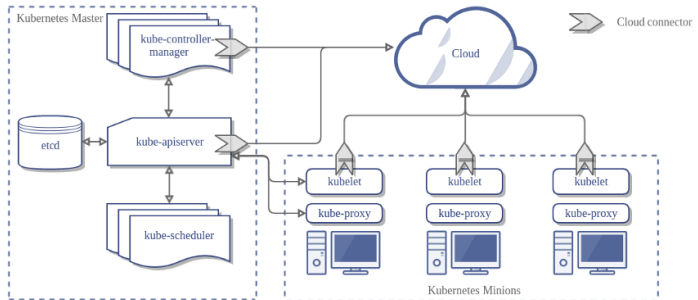 Kubernetes Master
kube-controller-
manager
Cloud
Cloud connector
etcd
kube-apiserver
kube-scheduler
kubelet
kubelet
kubelet
kube-proxy
kube-proxy
kube-proxy
Kubernetes Minions